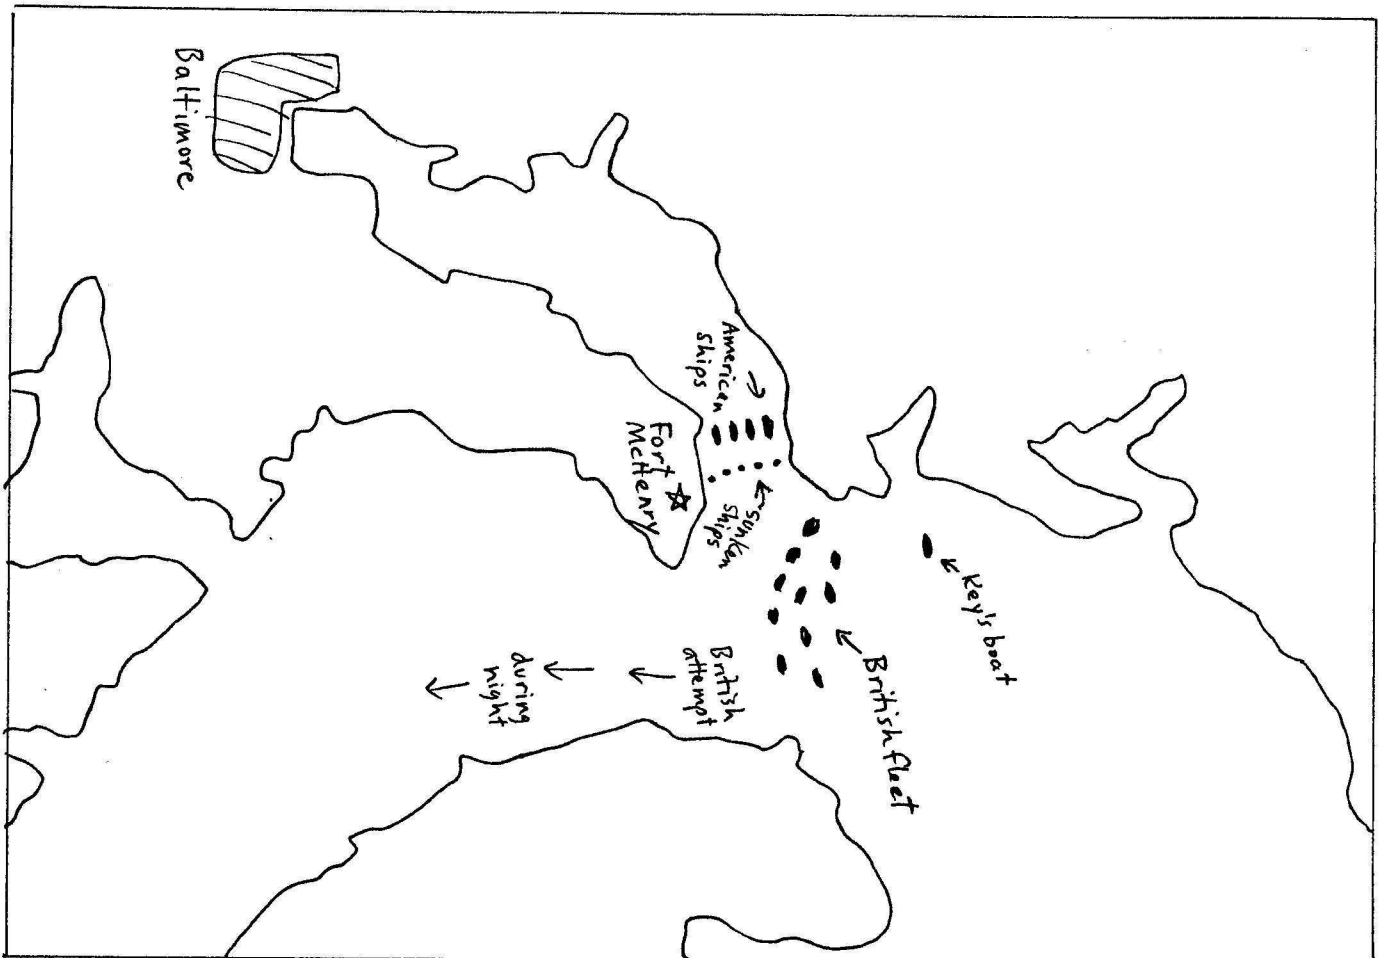 Baltimore
American
ships
Fort
McHenry
sunken
ships
Key's boat
British fleet
British
attempt
during
night